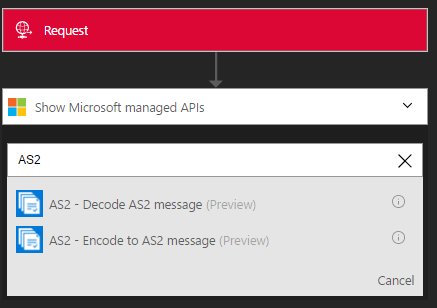 Request
Show Microsoft managed APIs
AS2
AS2 - Decode AS2 message (Preview)
AS2 - Encode to AS2 message (Preview)
Cancel